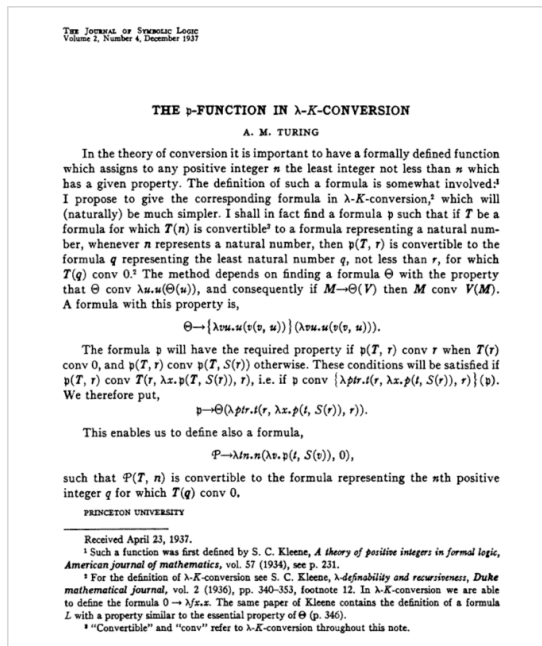 THE JOURNAL OF SYMBOLIC LOGIC
Volume 2, Number 4, December 1937
THE 𝔭-FUNCTION IN λ-K-CONVERSION
A. M. TURING
In the theory of conversion it is important to have a formally defined function
which assigns to any positive integer n the least integer not less than n which
has a given property. The definition of such a formula is somewhat involved:¹
I propose to give the corresponding formula in λ-K-conversion,² which will
(naturally) be much simpler. I shall in fact find a formula 𝔭 such that if T be a
formula for which T(n) is convertible³ to a formula representing a natural num-
ber, whenever n represents a natural number, then 𝔭(T, r) is convertible to the
formula q representing the least natural number q, not less than r, for which
T(q) conv 0.² The method depends on finding a formula Θ with the property
that Θ conv λu.u(Θ(u)), and consequently if M→Θ(V) then M conv V(M).
A formula with this property is,
Θ→{λvu.u(v(v, u))}(λvu.u(v(v, u))).
The formula 𝔭 will have the required property if 𝔭(T, r) conv r when T(r)
conv 0, and 𝔭(T, r) conv 𝔭(T, S(r)) otherwise. These conditions will be satisfied if
𝔭(T, r) conv T(r, λx.𝔭(T, S(r)), r), i.e. if 𝔭 conv {λptr.t(r, λx.p(t, S(r)), r)}(𝔭).
We therefore put,
𝔭→Θ(λptr.t(r, λx.p(t, S(r)), r)).
This enables us to define also a formula,
𝒫→λtn.n(λv.𝔭(t, S(v)), 0),
such that 𝒫(T, n) is convertible to the formula representing the nth positive
integer q for which T(q) conv 0.
PRINCETON UNIVERSITY
Received April 23, 1937.
¹ Such a function was first defined by S. C. Kleene, A theory of positive integers in formal logic,
American journal of mathematics, vol. 57 (1934), see p. 231.
² For the definition of λ-K-conversion see S. C. Kleene, λ-definability and recursiveness, Duke
mathematical journal, vol. 2 (1936), pp. 340–353, footnote 12. In λ-K-conversion we are able
to define the formula 0 → λfx.x. The same paper of Kleene contains the definition of a formula
L with a property similar to the essential property of Θ (p. 346).
³ "Convertible" and "conv" refer to λ-K-conversion throughout this note.